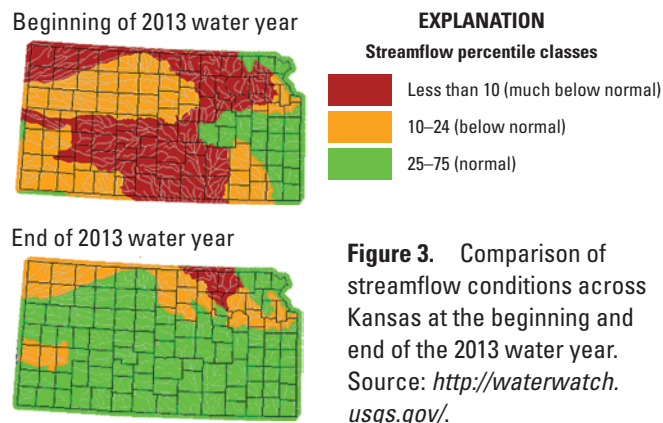 Beginning of 2013 water year
EXPLANATION
Streamflow percentile classes
Less than 10 (much below normal)
10–24 (below normal)
25–75 (normal)
End of 2013 water year
Figure 3. Comparison of
streamflow conditions across
Kansas at the beginning and
end of the 2013 water year.
Source: http://waterwatch.
usgs.gov/.